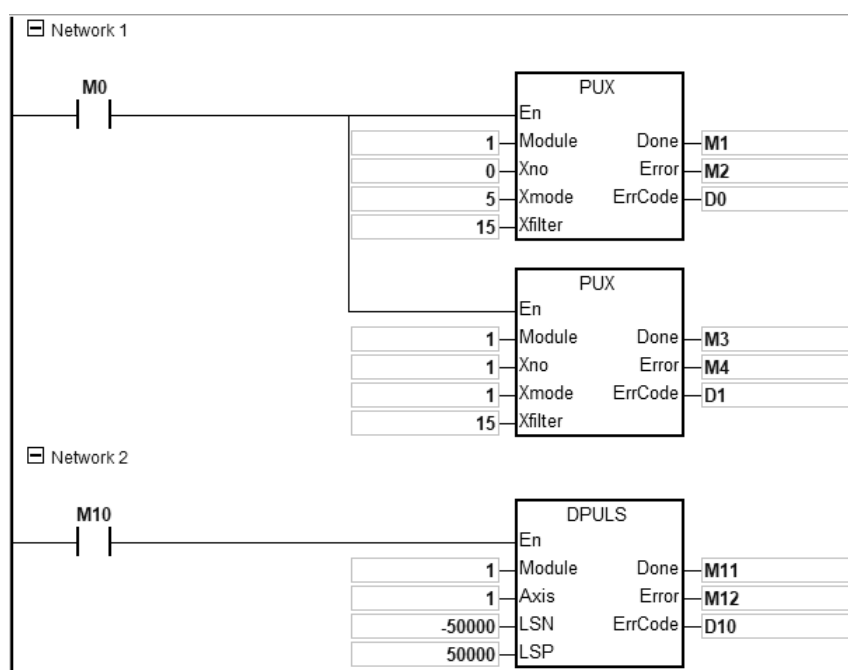 Network 1
M0
PUX
En
1 Module Done M1
0 Xno Error M2
5 Xmode ErrCode D0
15 Xfilter
PUX
En
1 Module Done M3
1 Xno Error M4
1 Xmode ErrCode D1
15 Xfilter
Network 2
M10
DPULS
En
1 Module Done M11
1 Axis Error M12
-50000 LSN ErrCode D10
50000 LSP